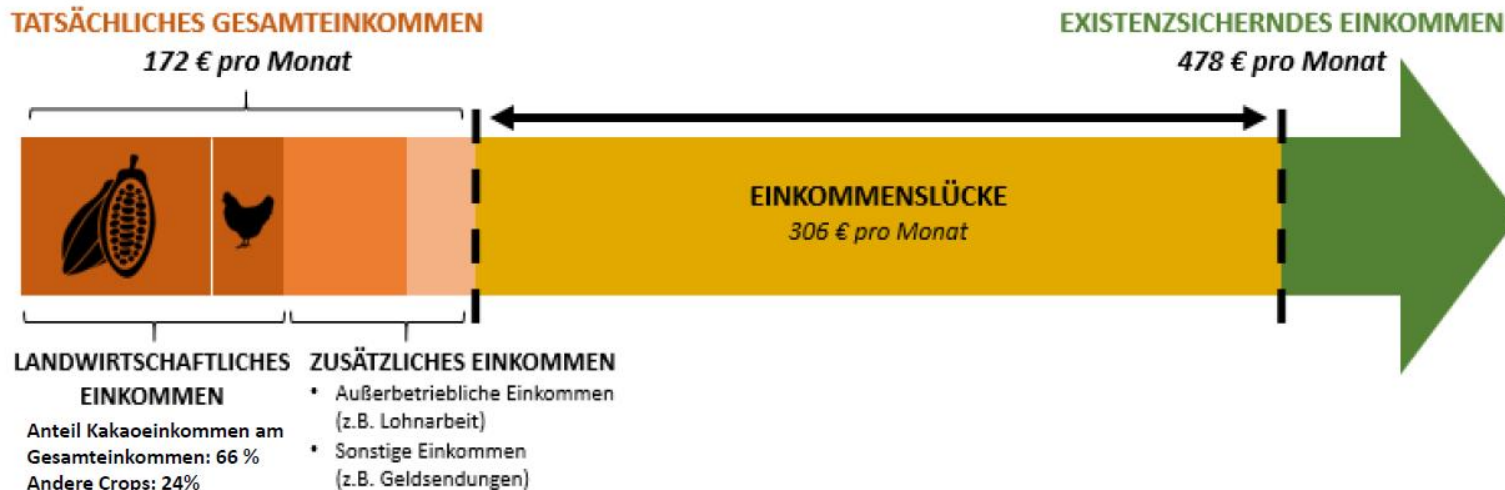 TATSÄCHLICHES GESAMTEINKOMMEN
172 € pro Monat
EXISTENZSICHERNDES EINKOMMEN
478 € pro Monat
EINKOMMENSLÜCKE
306 € pro Monat
LANDWIRTSCHAFTLICHES
EINKOMMEN
Anteil Kakaoeinkommen am
Gesamteinkommen: 66 %
Andere Crops: 24%
ZUSÄTZLICHES EINKOMMEN
• Außerbetriebliche Einkommen
(z.B. Lohnarbeit)
• Sonstige Einkommen
(z.B. Geldsendungen)